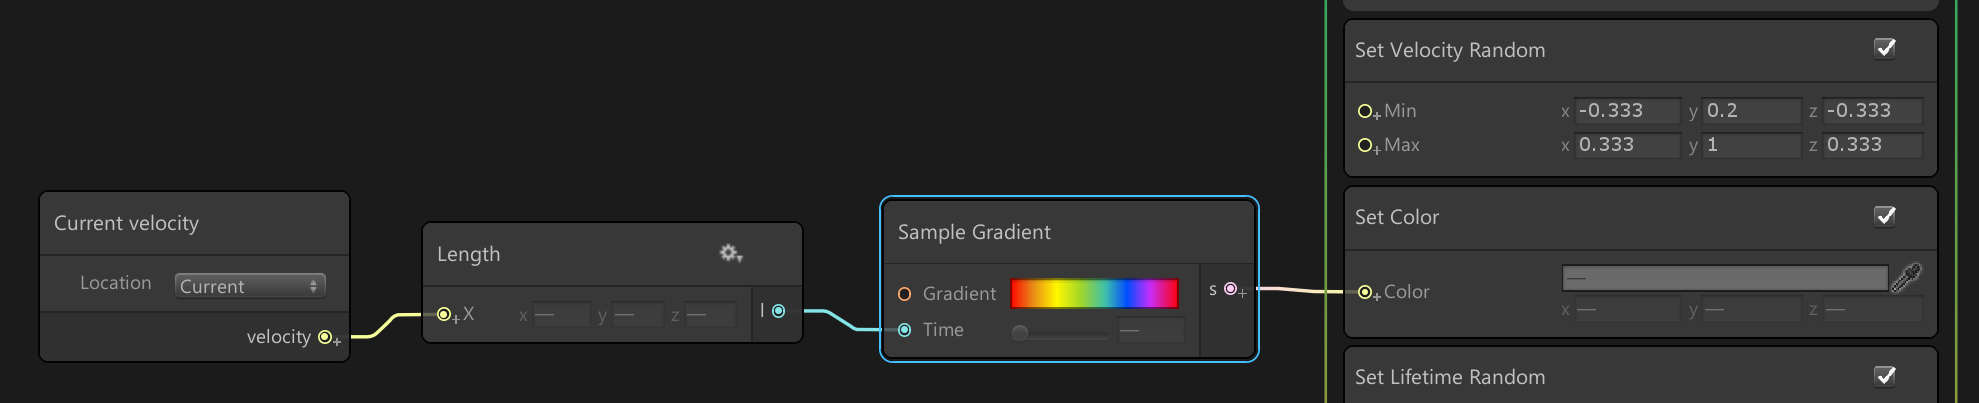 Current velocity
Location Current
velocity
Length
X x — y — z — l
Sample Gradient
Gradient
s
Time —
Set Velocity Random
Min x -0.333 y 0.2 z -0.333
Max x 0.333 y 1 z 0.333
Set Color
—
Color
x — y — z —
Set Lifetime Random